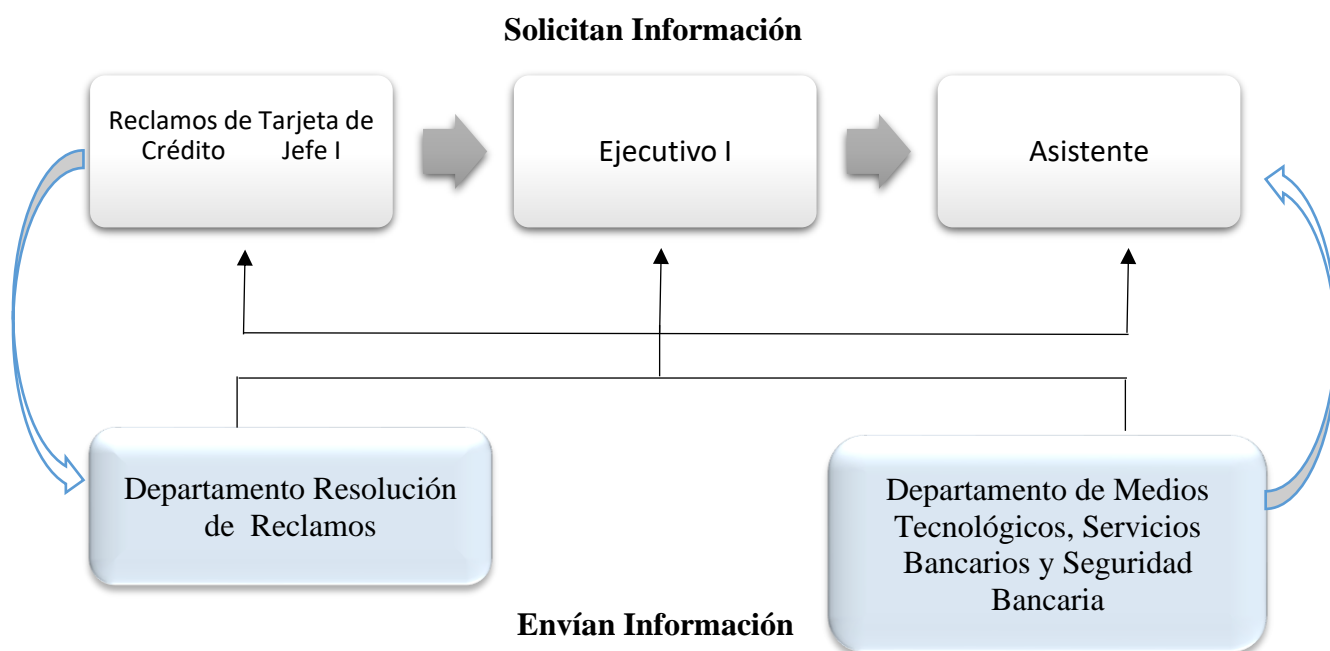 Solicitan Información
Reclamos de Tarjeta de
Crédito Jefe I
Ejecutivo I
Asistente
Departamento Resolución
de Reclamos
Departamento de Medios
Tecnológicos, Servicios
Bancarios y Seguridad
Bancaria
Envían Información